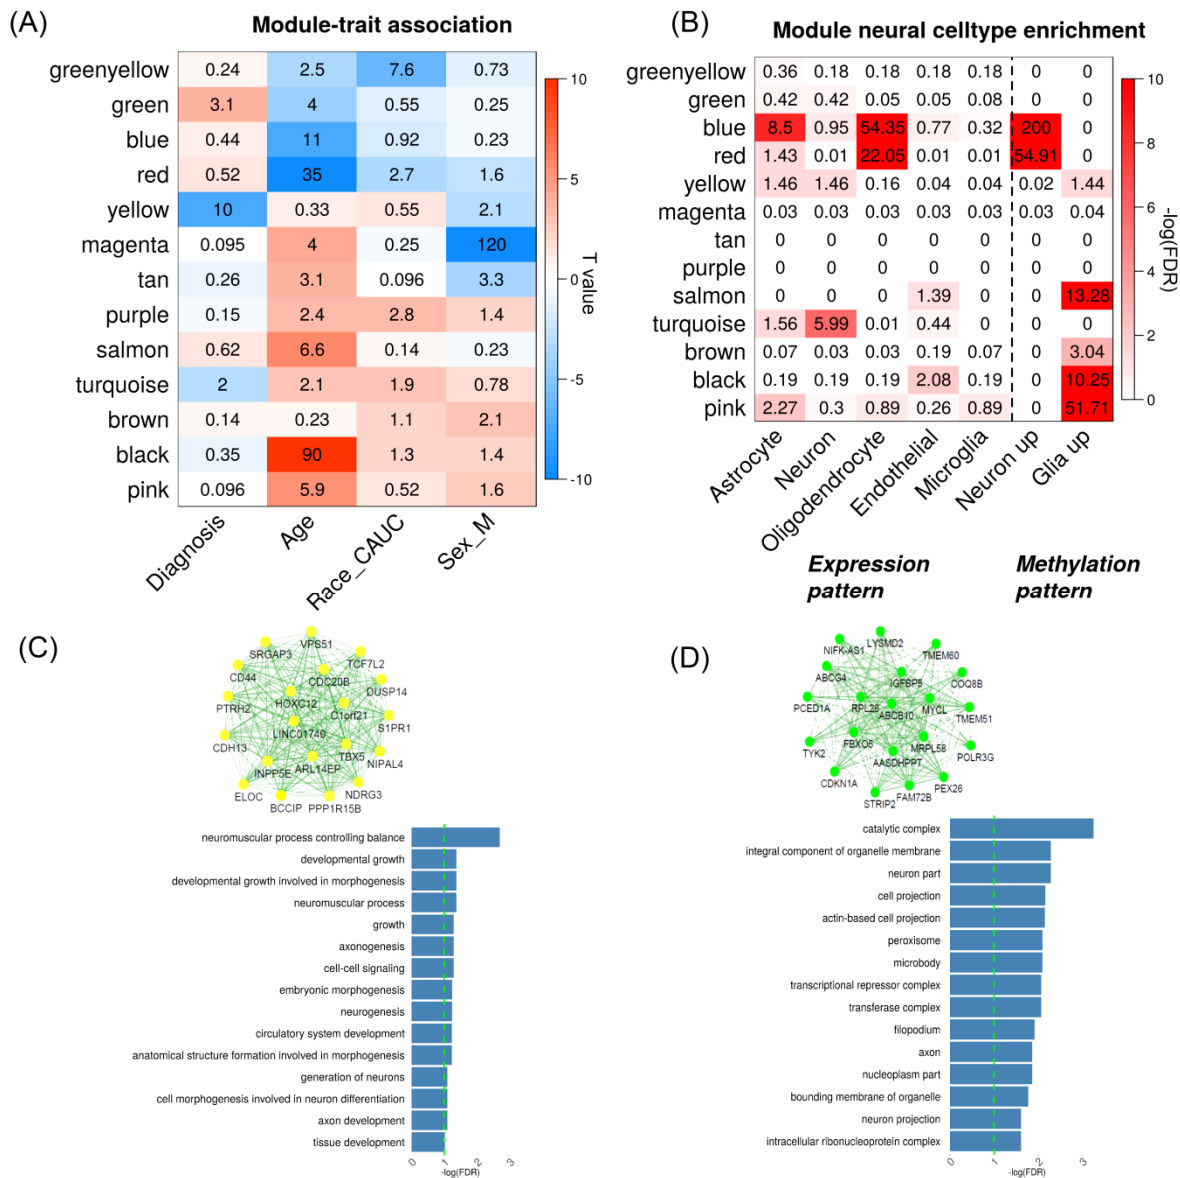 (A)
Module-trait association
greenyellow 0.24 2.5 7.6 0.73
green 3.1 4 0.55 0.25
blue 0.44 11 0.92 0.23
red 0.52 35 2.7 1.6
yellow 10 0.33 0.55 2.1
magenta 0.095 4 0.25 120
tan 0.26 3.1 0.096 3.3
purple 0.15 2.4 2.8 1.4
salmon 0.62 6.6 0.14 0.23
turquoise 2 2.1 1.9 0.78
brown 0.14 0.23 1.1 2.1
black 0.35 90 1.3 1.4
pink 0.096 5.9 0.52 1.6
Diagnosis
Age
Race_CAUC
Sex_M
10
5
0
-5
-10
T value
(B)
Module neural celltype enrichment
greenyellow 0.36 0.18 0.18 0.18 0.18 0 0
green 0.42 0.42 0.05 0.05 0.08 0 0
blue 8.5 0.95 54.35 0.77 0.32 200 0
red 1.43 0.01 22.05 0.01 0.01 54.91 0
yellow 1.46 1.46 0.16 0.04 0.04 0.02 1.44
magenta 0.03 0.03 0.03 0.03 0.03 0.03 0.04
tan 0 0 0 0 0 0 0
purple 0 0 0 0 0 0 0
salmon 0 0 0 1.39 0 0 13.28
turquoise 1.56 5.99 0.01 0.44 0 0 0
brown 0.07 0.03 0.03 0.19 0.07 0 3.04
black 0.19 0.19 0.19 2.08 0.19 0 10.25
pink 2.27 0.3 0.89 0.26 0.89 0 51.71
Astrocyte
Neuron
Oligodendrocyte
Endothelial
Microglia
Neuron up
Glia up
10
8
6
4
2
0
-log(FDR)
Expression
pattern
Methylation
pattern
(C)
VPS51
SRGAP3
TCF7L2
CD44
CDC20B
DUSP14
PTRH2
HOXC12
C1orf21
S1PR1
LINC01740
CDH13
TBX5
NIPAL4
INPP5E
ARL14EP
ELOC
NDRG3
BCCIP
PPP1R15B
neuromuscular process controlling balance
developmental growth
developmental growth involved in morphogenesis
neuromuscular process
growth
axonogenesis
cell-cell signaling
embryonic morphogenesis
neurogenesis
circulatory system development
anatomical structure formation involved in morphogenesis
generation of neurons
cell morphogenesis involved in neuron differentiation
axon development
tissue development
0 1 2 3
-log(FDR)
(D)
LYSMD2
NIFK-AS1
TMEM60
ABCG4
IGFBP5
COQ8B
PCED1A
RPL26
MYCL
ABCB10
TMEM51
TYK2
FBXO5
MRPL58
POLR3G
AASDHPPT
CDKN1A
PEX26
STRIP2
FAM72B
catalytic complex
integral component of organelle membrane
neuron part
cell projection
actin-based cell projection
peroxisome
microbody
transcriptional repressor complex
transferase complex
filopodium
axon
nucleoplasm part
bounding membrane of organelle
neuron projection
intracellular ribonucleoprotein complex
0 1 2 3
-log(FDR)